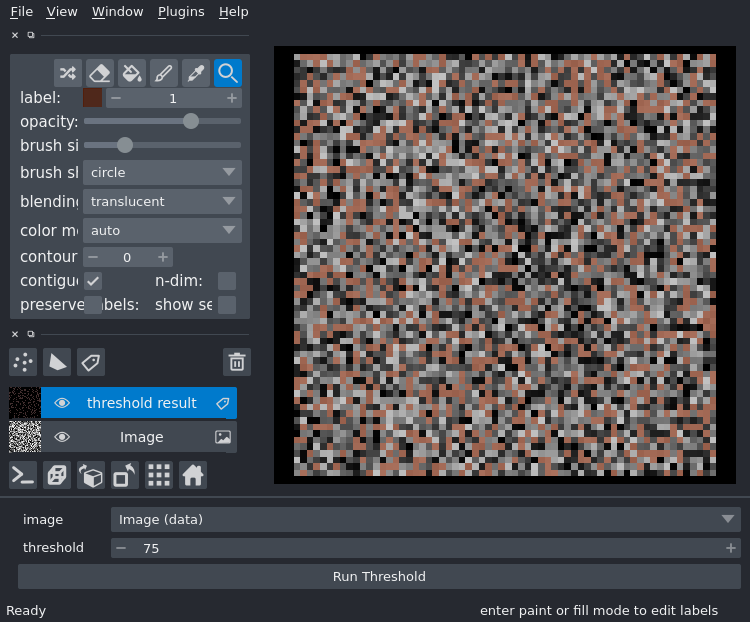 File View Window Plugins Help
label: 1
opacity:
brush si
brush sl circle
blending translucent
color m auto
contour 0
contigu n-dim:
preserve abels: show se
threshold result
Image
image Image (data)
threshold 75
Run Threshold
Ready enter paint or fill mode to edit labels